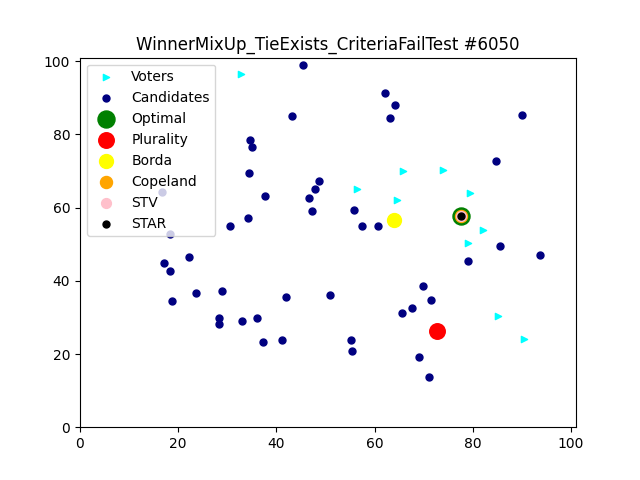 WinnerMixUp_TieExists_CriteriaFailTest #6050
100
80
60
40
20
0
Voters
Candidates
Optimal
Plurality
Borda
Copeland
STV
STAR
0 20 40 60 80 100